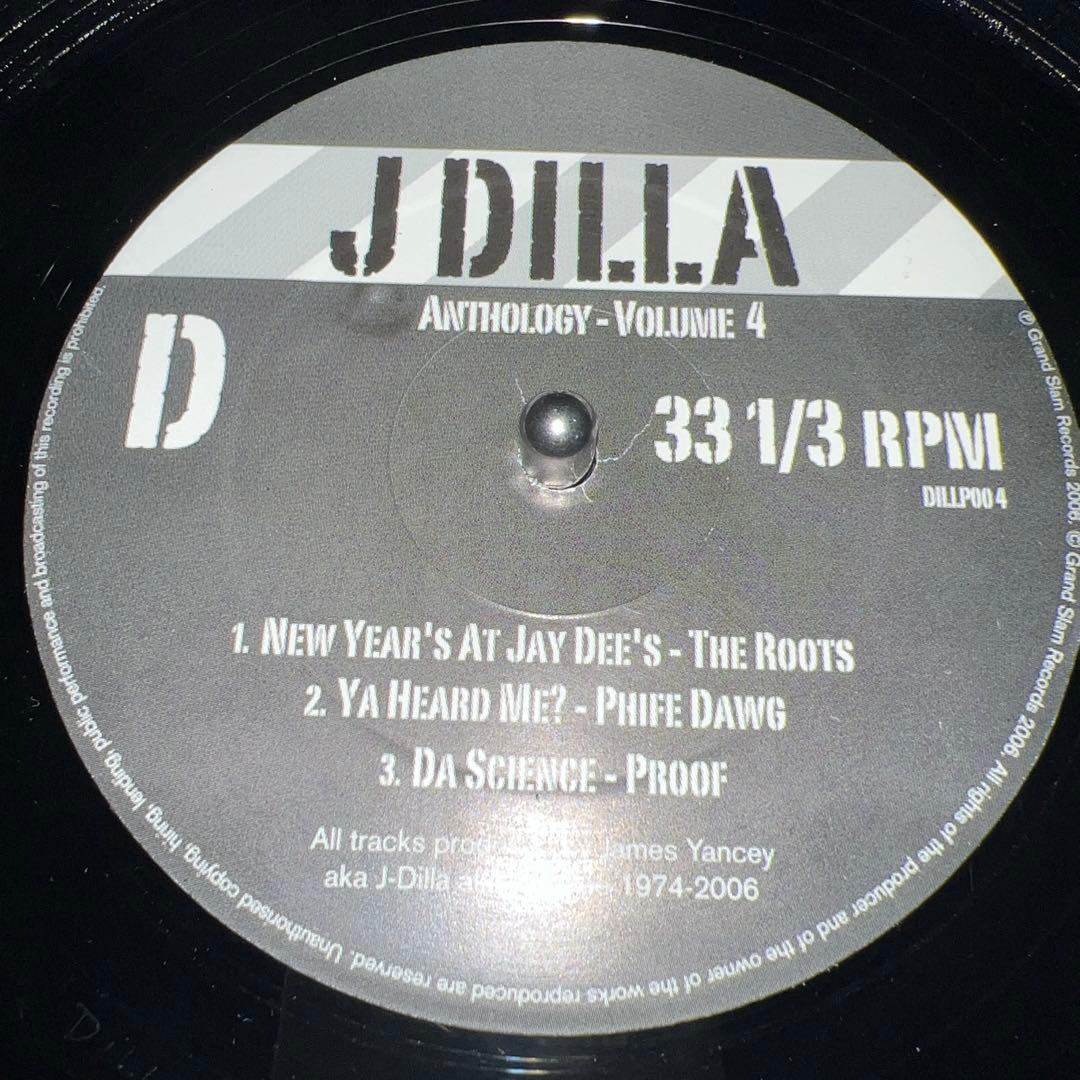 J DILLA
ANTHOLOGY - VOLUME 4
D
33 1/3 RPM
DILLP004
1. NEW YEAR'S AT JAY DEE'S - THE ROOTS
2. YA HEARD ME? - PHIFE DAWG
3. DA SCIENCE - PROOF
All tracks James Yancey
aka J-Dilla 1974-2006
℗ Grand Slam Records 2006. © Grand Slam Records 2006. All rights of the producer and of the owner of the works reproduced are reserved. Unauthorised copying, hiring, lending, public performance and broadcasting of this recording is prohibited.